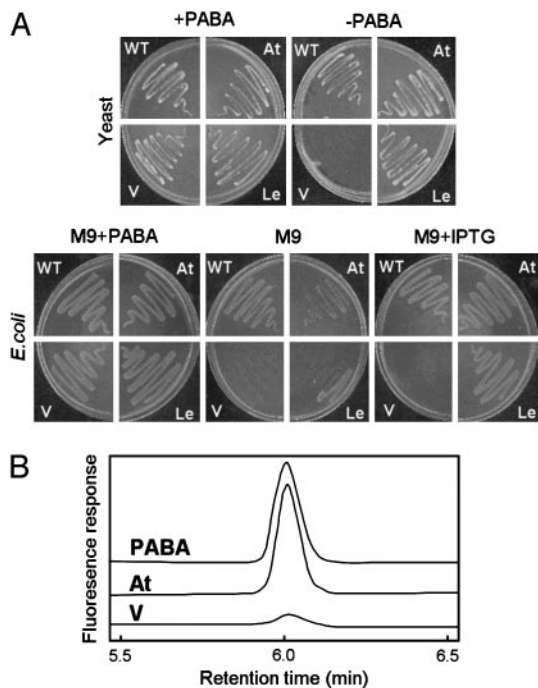 A
+PABA -PABA
WT At WT At
Yeast
V Le V Le
M9+PABA M9 M9+IPTG
WT At WT At WT At
E.coli
V Le V Le V Le
B
Fluoresence response
PABA
At
V
5.5 6.0 6.5
Retention time (min)